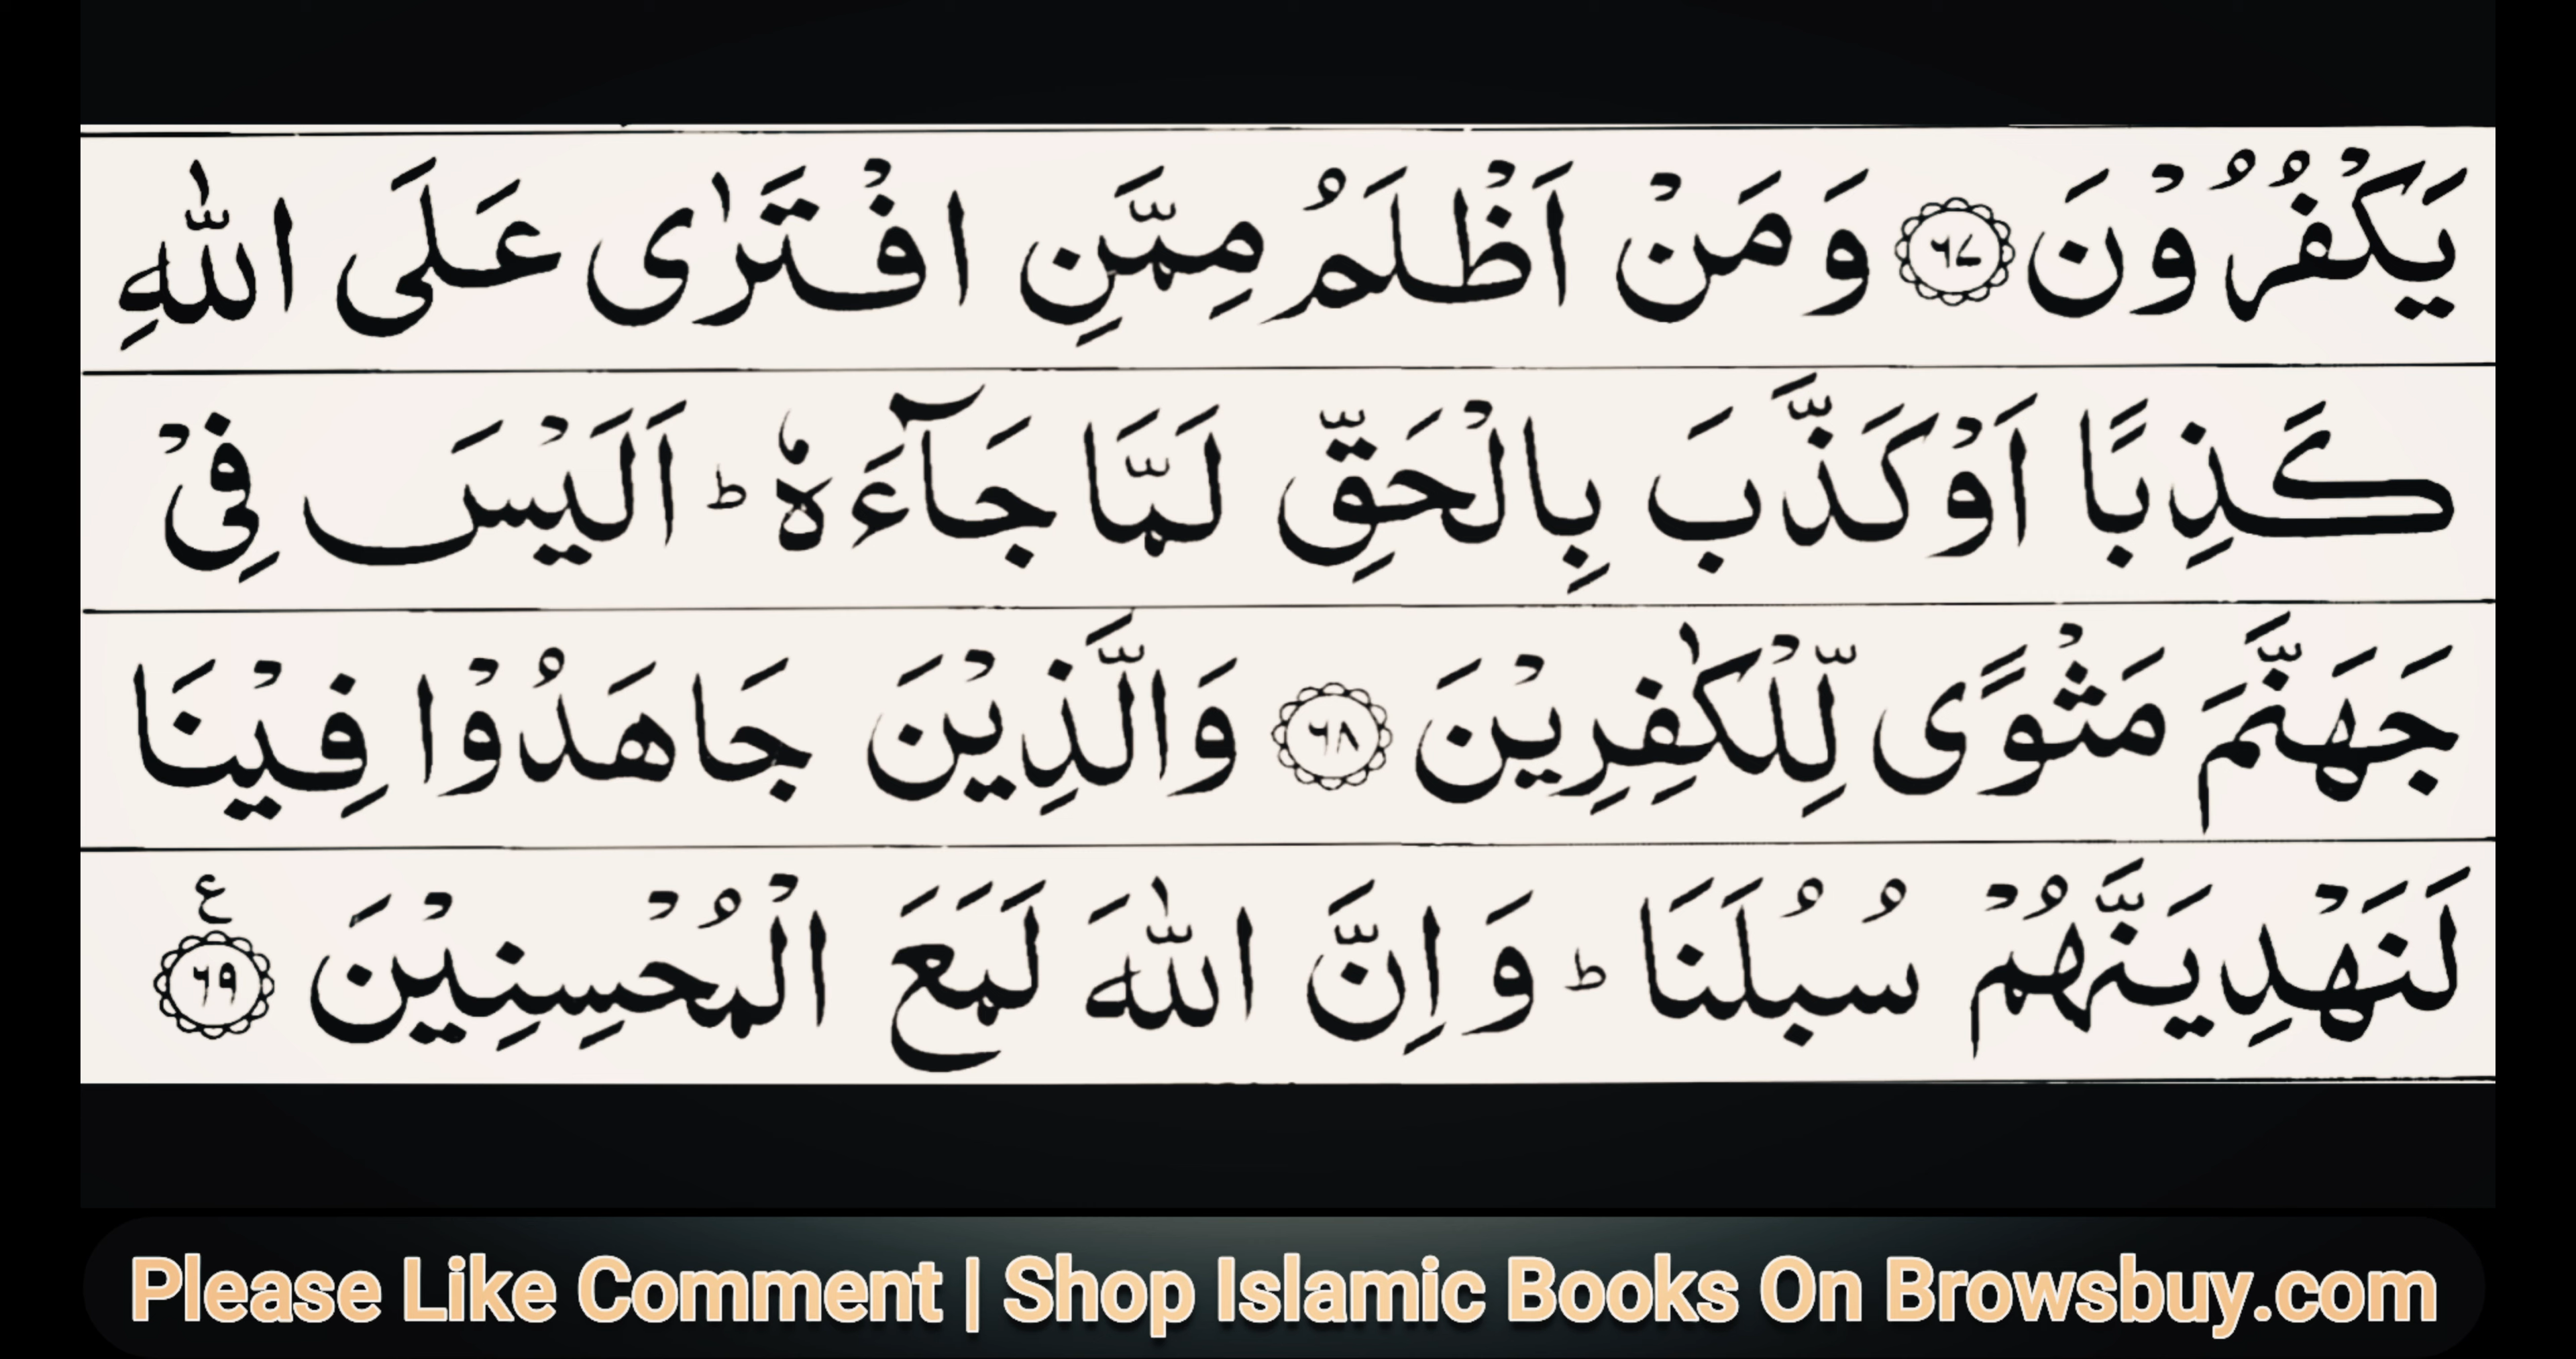 يَكْفُرُوْنَ ﴿٦٧﴾ وَ مَنْ اَظْلَمُ مِمَّنِ افْتَرٰى عَلَى اللّٰهِ
كَذِبًا اَوْ كَذَّبَ بِالْحَقِّ لَمَّا جَآءَهٗ ؕ اَلَيْسَ فِيْ
جَهَنَّمَ مَثْوًى لِّلْكٰفِرِيْنَ ﴿٦٨﴾ وَالَّذِيْنَ جَاهَدُوْا فِيْنَا
لَنَهْدِيَنَّهُمْ سُبُلَنَا ؕ وَ اِنَّ اللّٰهَ لَمَعَ الْمُحْسِنِيْنَ ﴿٦٩﴾ ع
Please Like Comment | Shop Islamic Books On Browsbuy.com